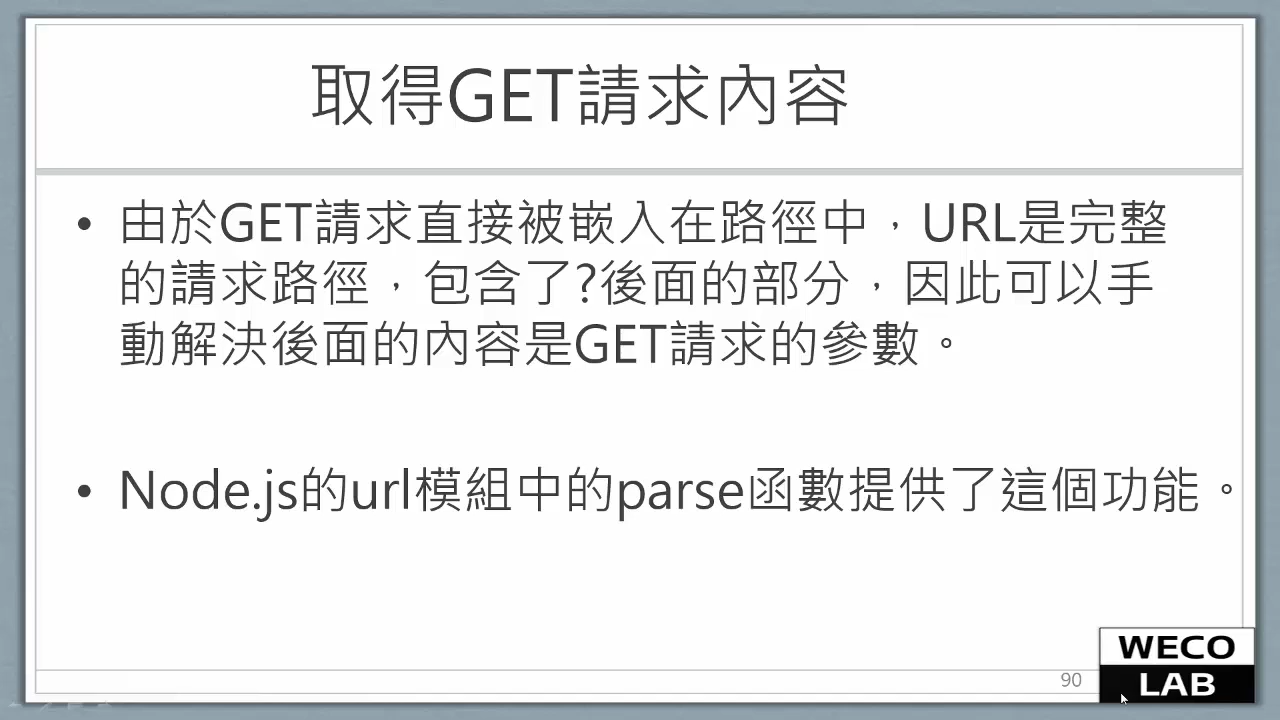 取得GET請求內容
• 由於GET請求直接被嵌入在路徑中，URL是完整
的請求路徑，包含了?後面的部分，因此可以手
動解決後面的內容是GET請求的參數。
• Node.js的url模組中的parse函數提供了這個功能。
90
WECO
LAB